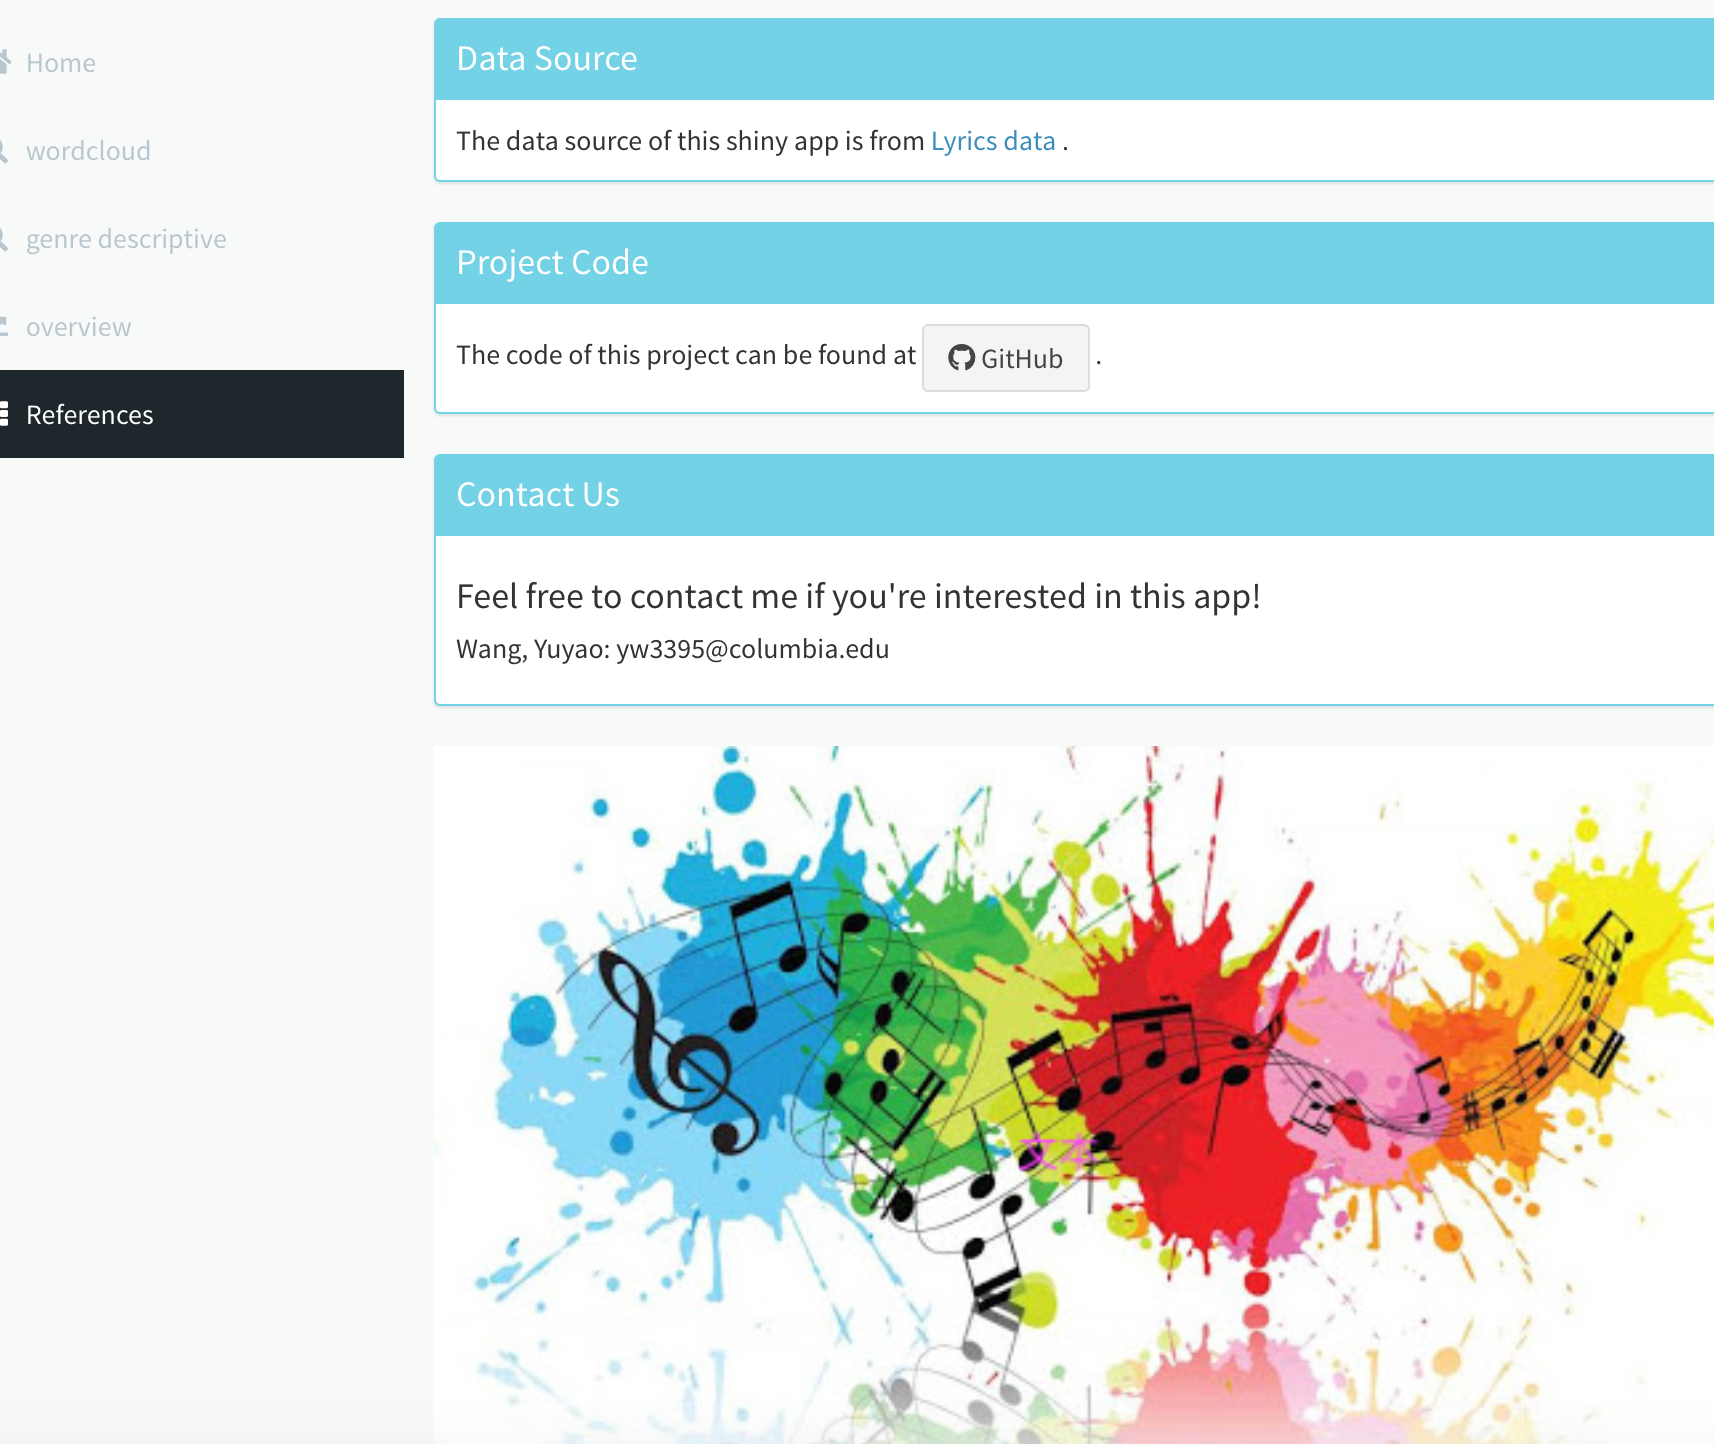 Home
wordcloud
genre descriptive
overview
References
Data Source
The data source of this shiny app is from Lyrics data .
Project Code
The code of this project can be found at GitHub .
Contact Us
Feel free to contact me if you're interested in this app!
Wang, Yuyao: yw3395@columbia.edu
文本